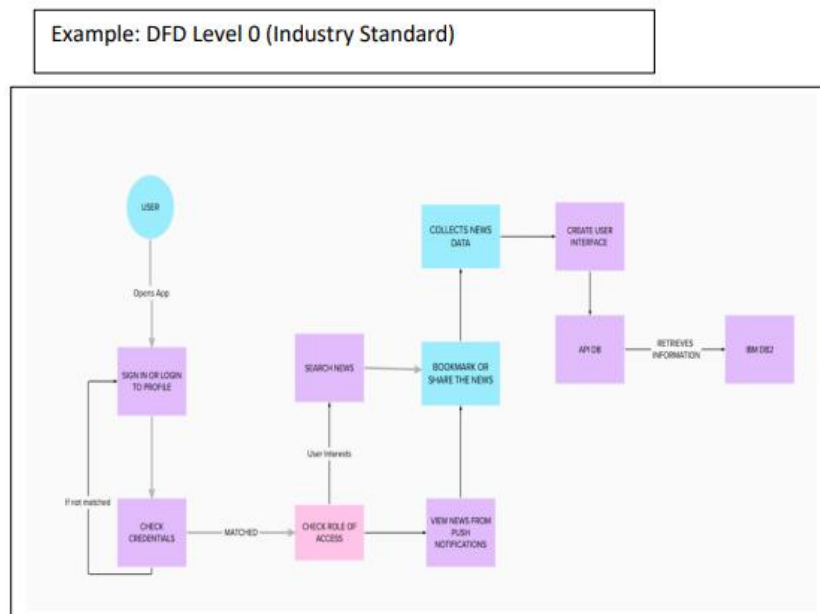 Example: DFD Level 0 (Industry Standard)
USER
Opens App
SIGN IN OR LOGIN
TO PROFILE
If not matched
CHECK
CREDENTIALS
MATCHED
CHECK ROLE OF
ACCESS
User Interests
SEARCH NEWS
VIEW NEWS FROM
PUSH
NOTIFICATIONS
BOOKMARK OR
SHARE THE NEWS
COLLECTS NEWS
DATA
CREATE USER
INTERFACE
API DB
RETRIEVES
INFORMATION
IBM DB2